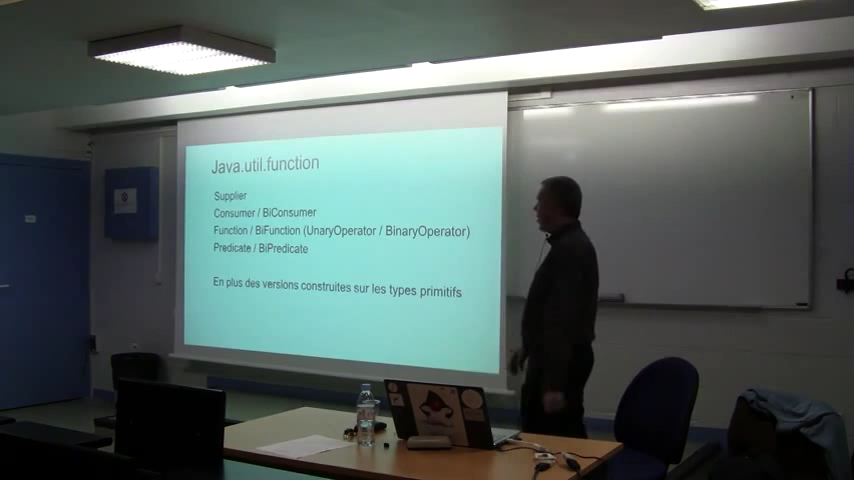 Java.util.function
Supplier
Consumer / BiConsumer
Function / BiFunction (UnaryOperator / BinaryOperator)
Predicate / BiPredicate
En plus des versions construites sur les types primitifs